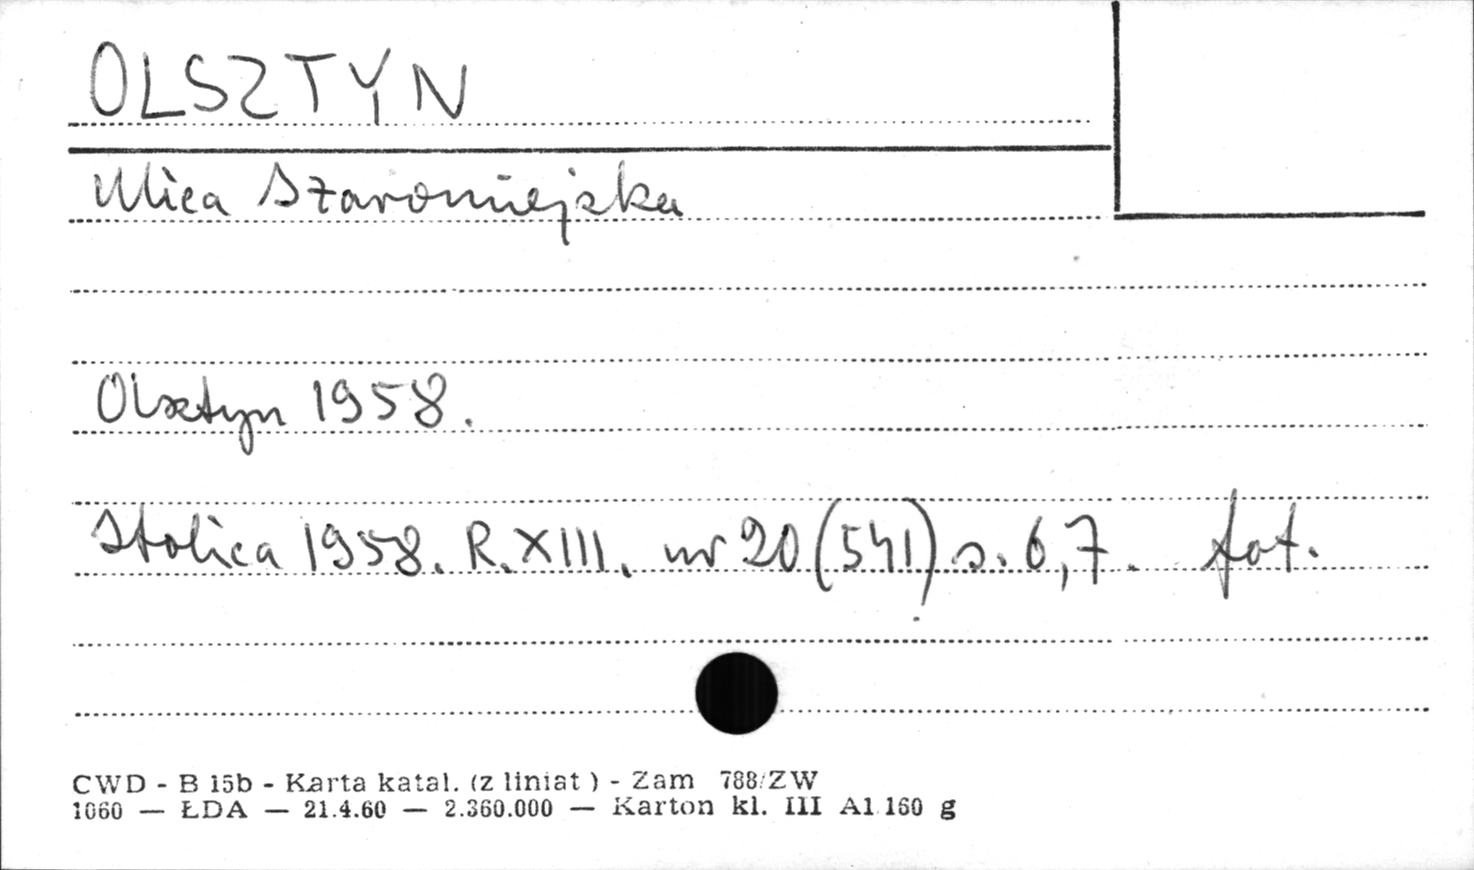 OLSZTYN
Ulica Staromiejska
Olsztyn 1958.
Stolica 1958. R. XIII. nr 20 (541) s. 6,7. fot.
CWD - B 15b - Karta katal. (z liniat ) - Zam 788/ZW
1060 — ŁDA — 21.4.60 — 2.360.000 — Karton kl. III A1 160 g